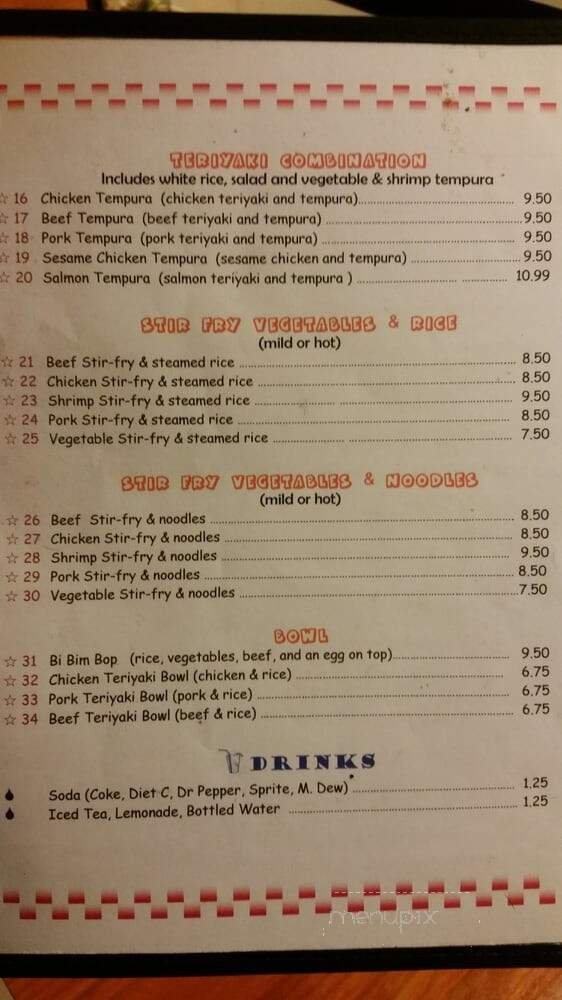 TERIYAKI COMBINATION
Includes white rice, salad and vegetable & shrimp tempura
☆ 16 Chicken Tempura (chicken teriyaki and tempura) 9.50
☆ 17 Beef Tempura (beef teriyaki and tempura) 9.50
☆ 18 Pork Tempura (pork teriyaki and tempura) 9.50
☆ 19 Sesame Chicken Tempura (sesame chicken and tempura) 9.50
☆ 20 Salmon Tempura (salmon teriyaki and tempura ) 10.99
STIR FRY VEGETABLES & RICE
(mild or hot)
☆ 21 Beef Stir-fry & steamed rice 8.50
☆ 22 Chicken Stir-fry & steamed rice 8.50
☆ 23 Shrimp Stir-fry & steamed rice 9.50
☆ 24 Pork Stir-fry & steamed rice 8.50
☆ 25 Vegetable Stir-fry & steamed rice 7.50
STIR FRY VEGETABLES & NOODLES
(mild or hot)
☆ 26 Beef Stir-fry & noodles 8.50
☆ 27 Chicken Stir-fry & noodles 8.50
☆ 28 Shrimp Stir-fry & noodles 9.50
☆ 29 Pork Stir-fry & noodles 8.50
☆ 30 Vegetable Stir-fry & noodles 7.50
BOWL
☆ 31 Bi Bim Bop (rice, vegetables, beef, and an egg on top) 9.50
☆ 32 Chicken Teriyaki Bowl (chicken & rice) 6.75
☆ 33 Pork Teriyaki Bowl (pork & rice) 6.75
☆ 34 Beef Teriyaki Bowl (beef & rice) 6.75
DRINKS
Soda (Coke, Diet C, Dr Pepper, Sprite, M. Dew) 1.25
Iced Tea, Lemonade, Bottled Water 1.25
menupix